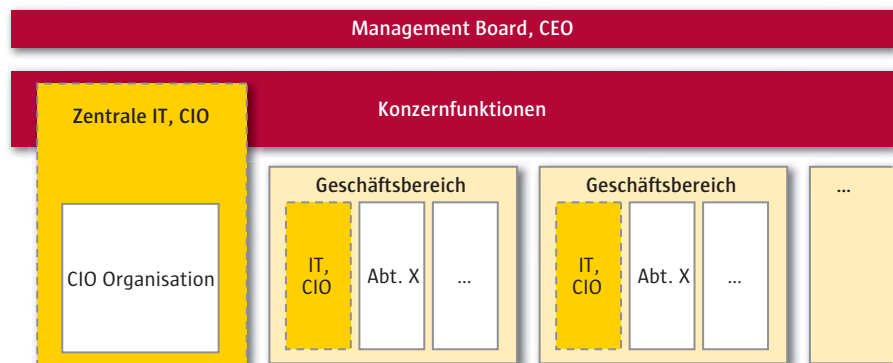 Management Board, CEO
Zentrale IT, CIO
Konzernfunktionen
CIO Organisation
Geschäftsbereich
IT,
CIO
Abt. X
...
Geschäftsbereich
IT,
CIO
Abt. X
...
...